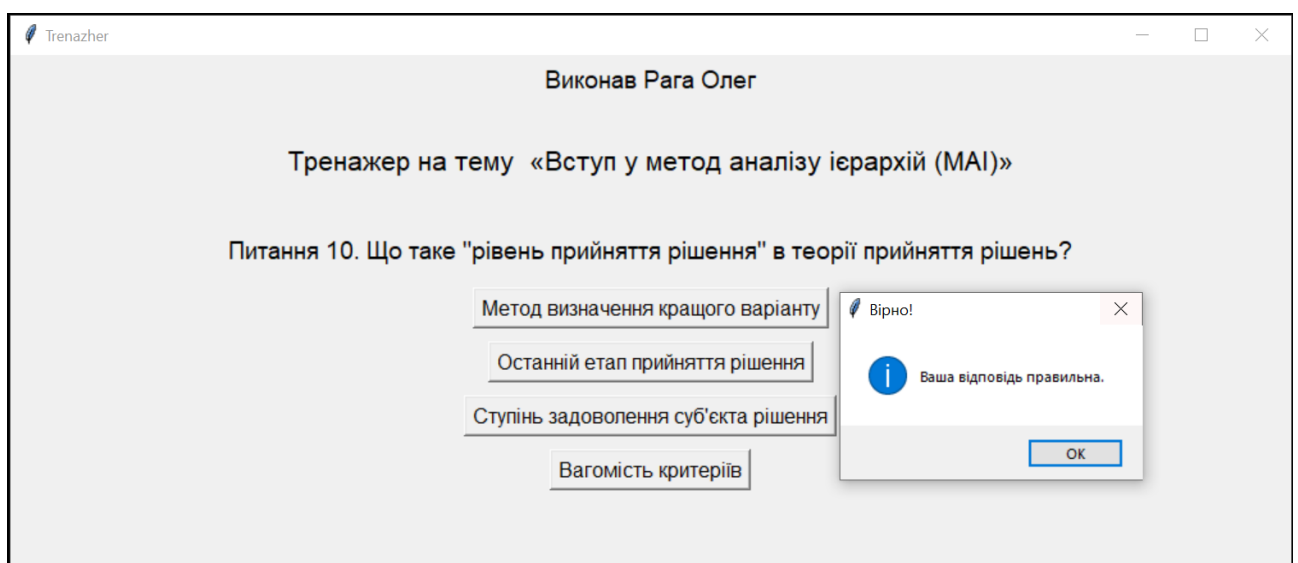 Trenazher
Виконав Рага Олег
Тренажер на тему «Вступ у метод аналізу ієрархій (МАІ)»
Питання 10. Що таке "рівень прийняття рішення" в теорії прийняття рішень?
Метод визначення кращого варіанту
Останній етап прийняття рішення
Ступінь задоволення суб'єкта рішення
Вагомість критеріїв
Вірно!
Ваша відповідь правильна.
ОК